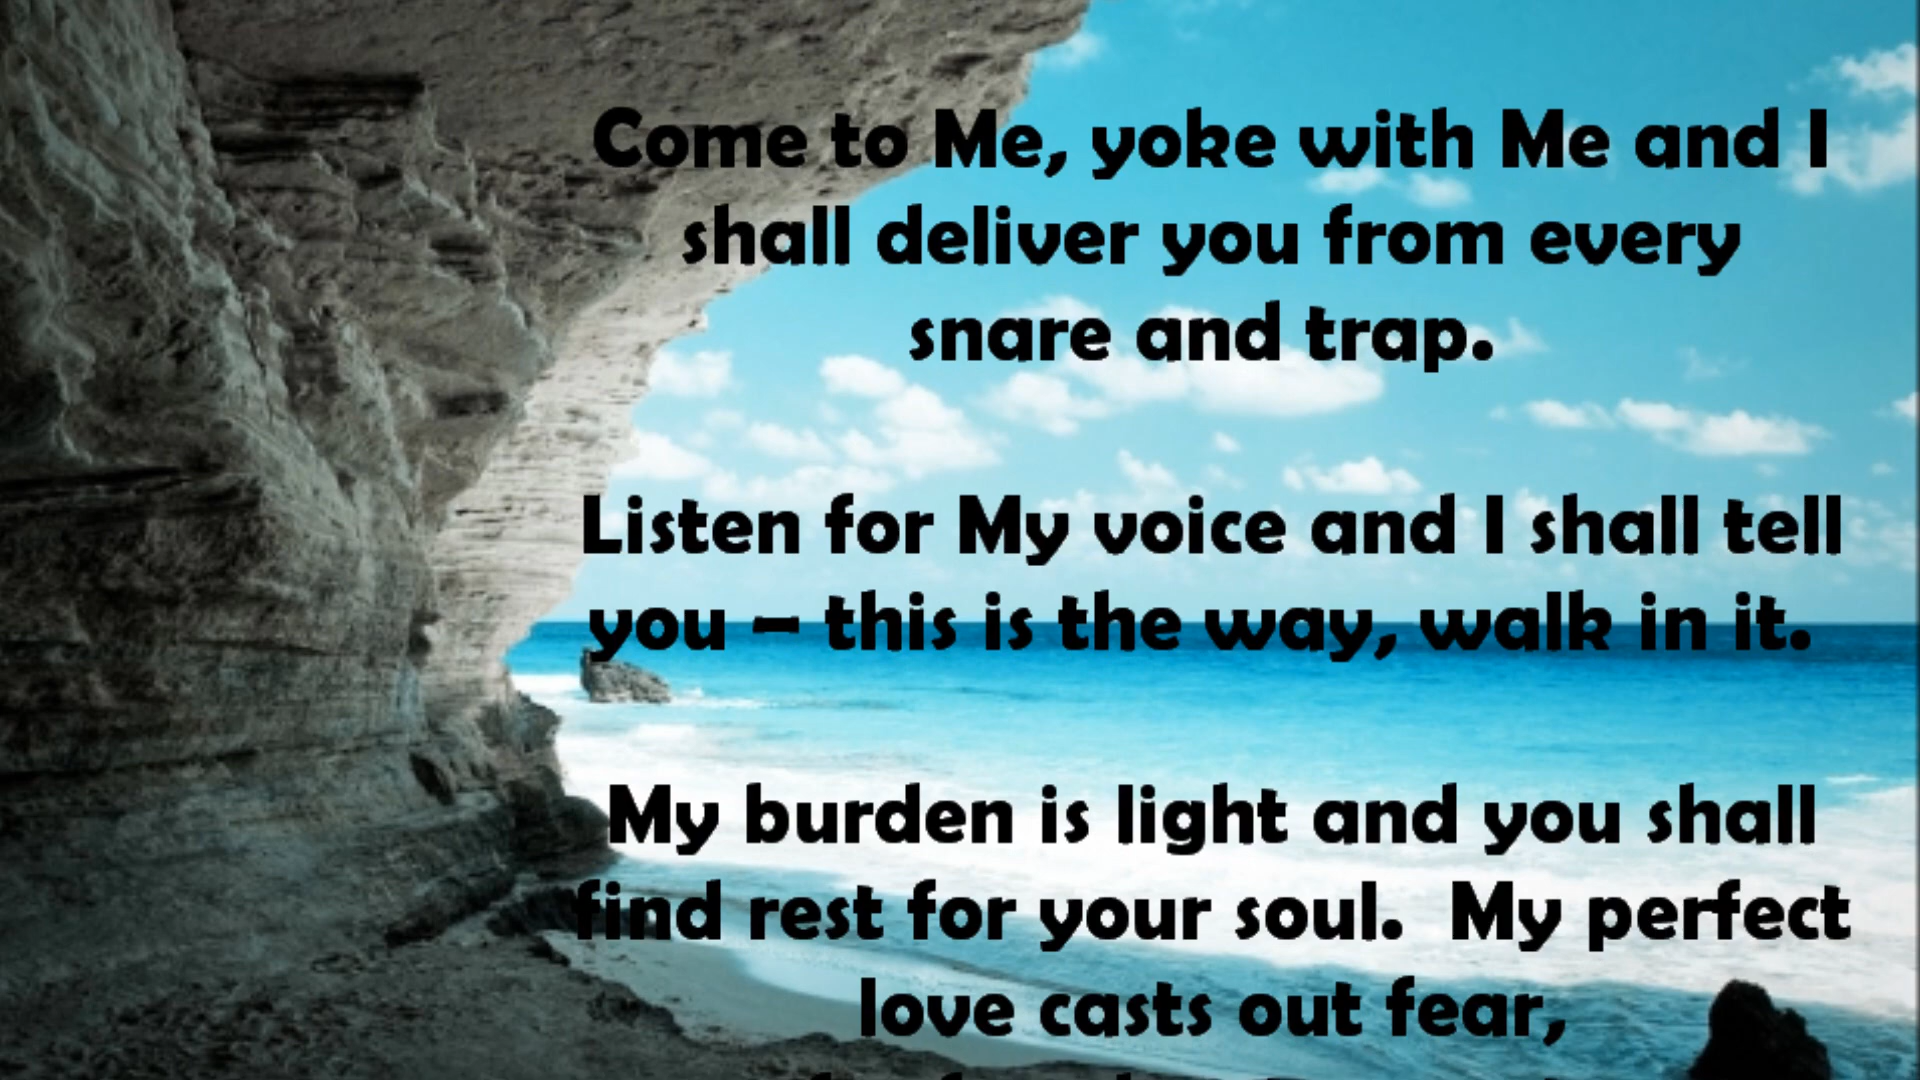 Come to Me, yoke with Me and I
shall deliver you from every
snare and trap.
Listen for My voice and I shall tell
you – this is the way, walk in it.
My burden is light and you shall
find rest for your soul.  My perfect
love casts out fear,